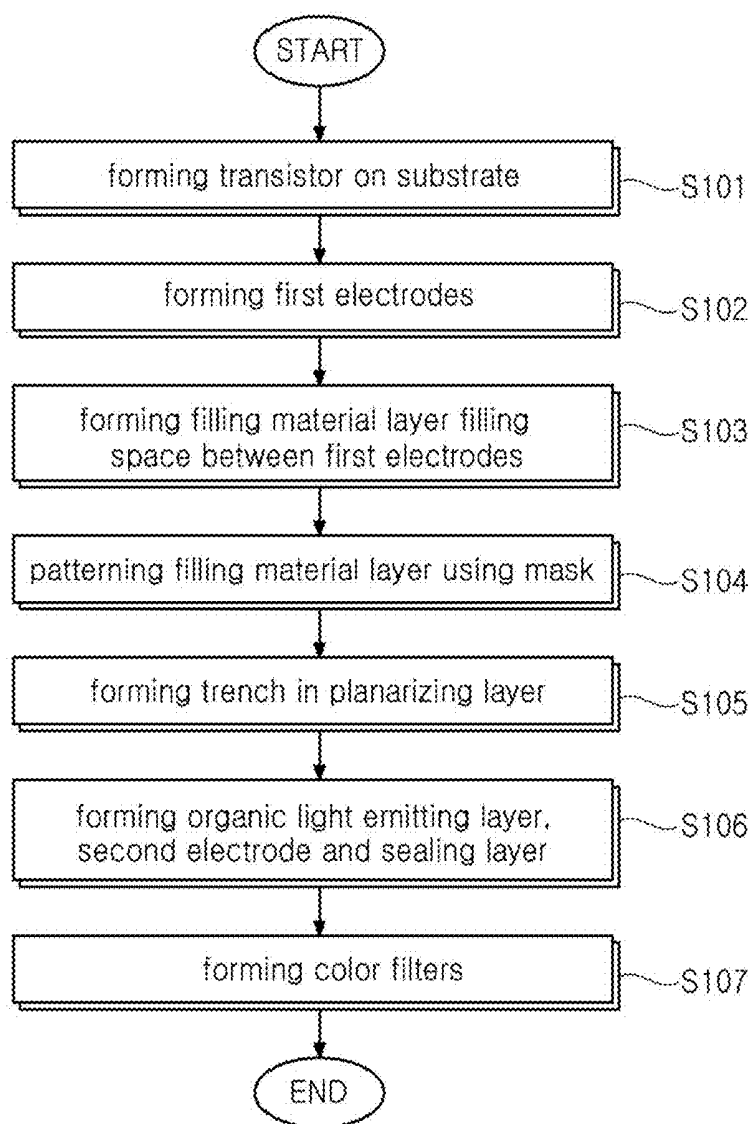 START
forming transistor on substrate
S101
forming first electrodes
S102
forming filling material layer filling
space between first electrodes
S103
patterning filling material layer using mask
S104
forming trench in planarizing layer
S105
forming organic light emitting layer,
second electrode and sealing layer
S106
forming color filters
S107
END